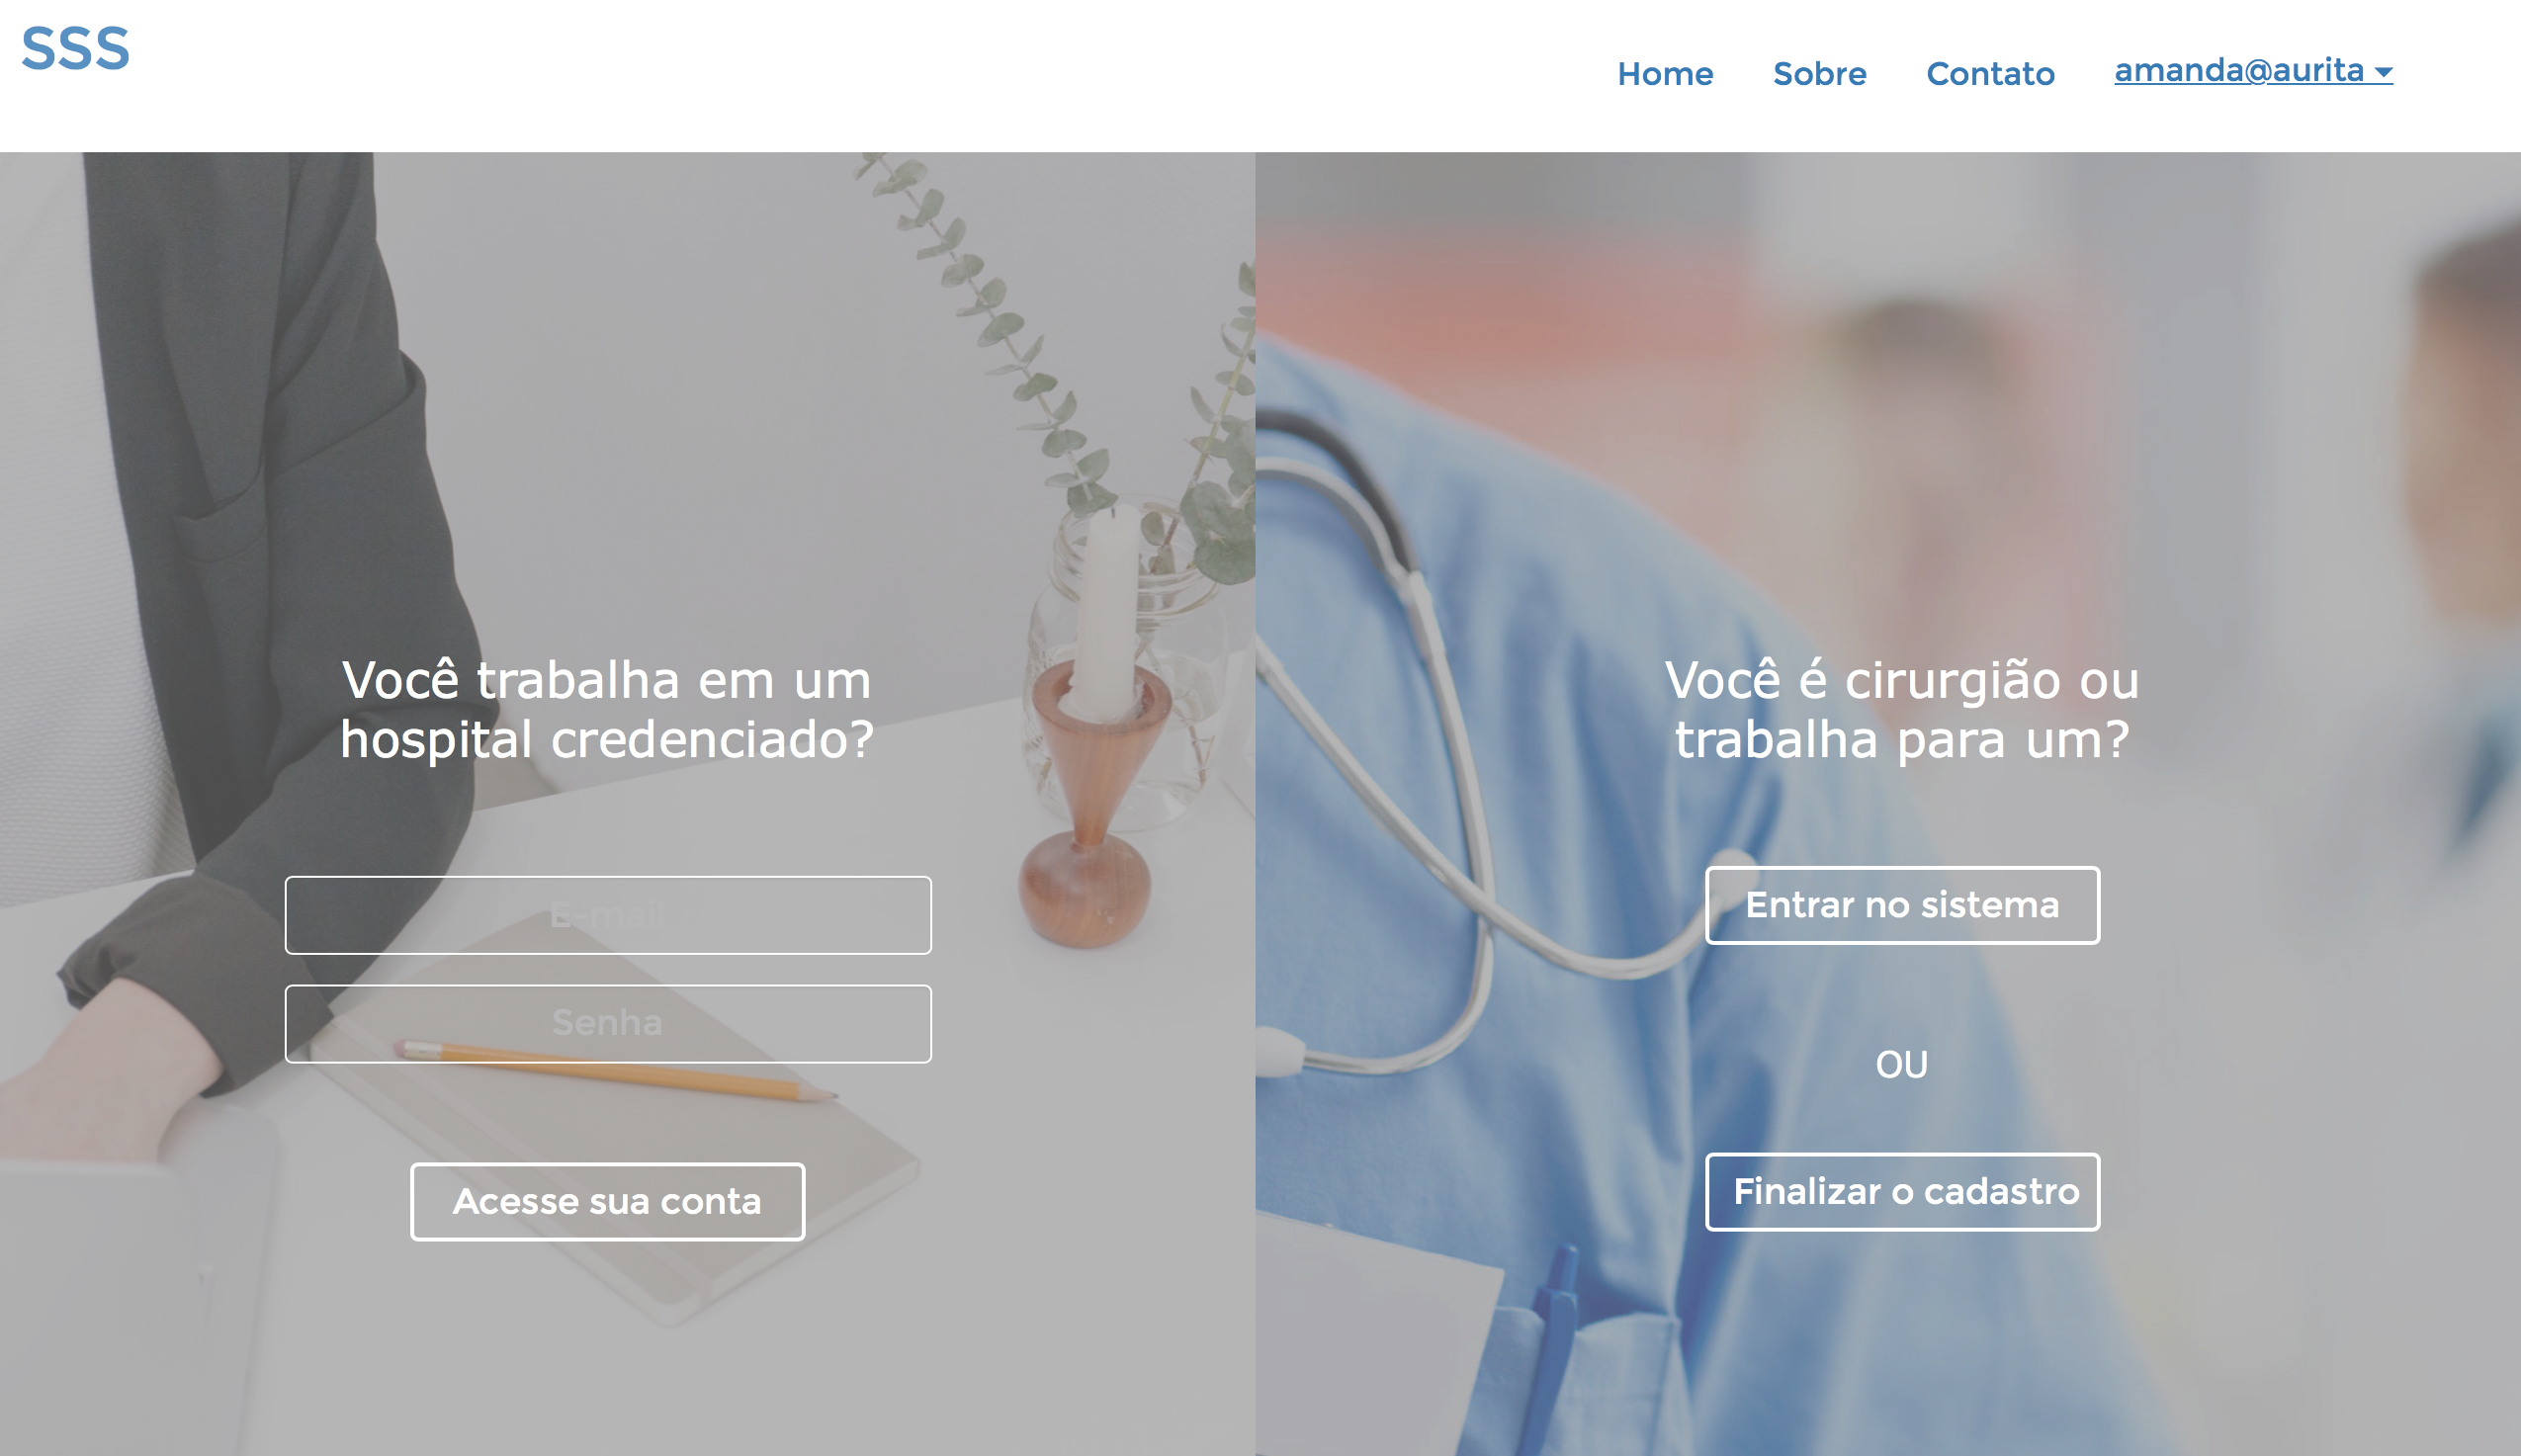 SSS
Home Sobre Contato amanda@aurita
Você trabalha em um
hospital credenciado?
E-mail
Senha
Acesse sua conta
Você é cirurgião ou
trabalha para um?
Entrar no sistema
OU
Finalizar o cadastro